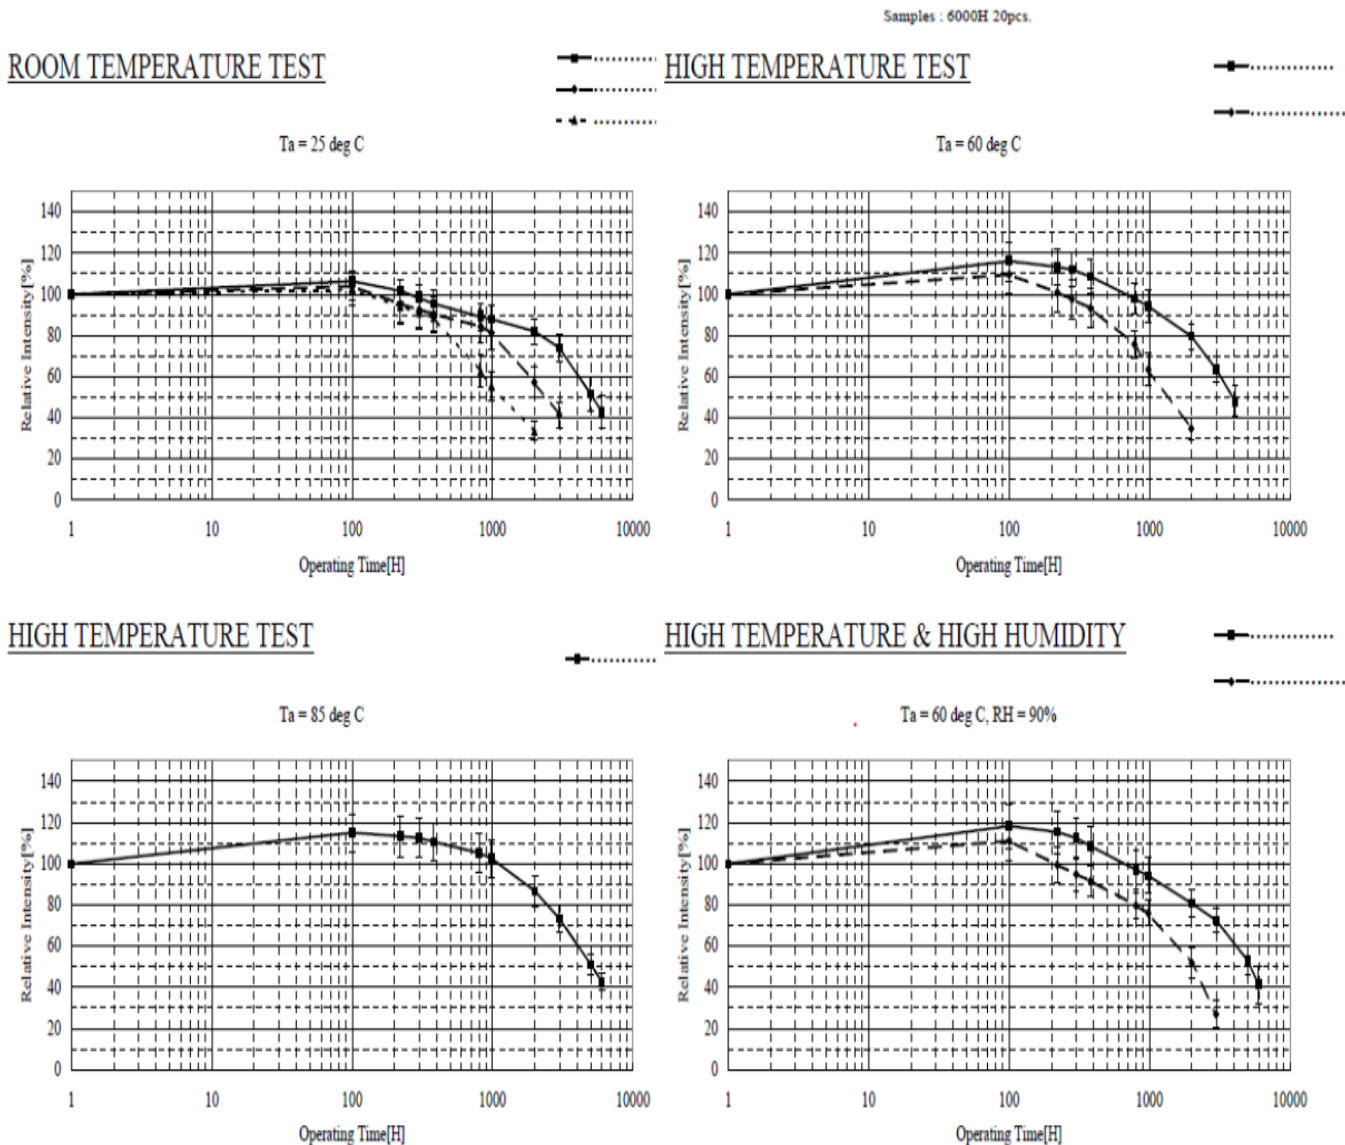 Samples : 6000H 20pcs.
ROOM TEMPERATURE TEST
Ta = 25 deg C
Relative Intensity[%]
140
120
100
80
60
40
20
0
1 10 100 1000 10000
Operating Time[H]
HIGH TEMPERATURE TEST
Ta = 60 deg C
Relative Intensity[%]
140
120
100
80
60
40
20
0
1 10 100 1000 10000
Operating Time[H]
HIGH TEMPERATURE TEST
Ta = 85 deg C
Relative Intensity[%]
140
120
100
80
60
40
20
0
1 10 100 1000 10000
Operating Time[H]
HIGH TEMPERATURE & HIGH HUMIDITY
Ta = 60 deg C, RH = 90%
Relative Intensity[%]
140
120
100
80
60
40
20
0
1 10 100 1000 10000
Operating Time[H]